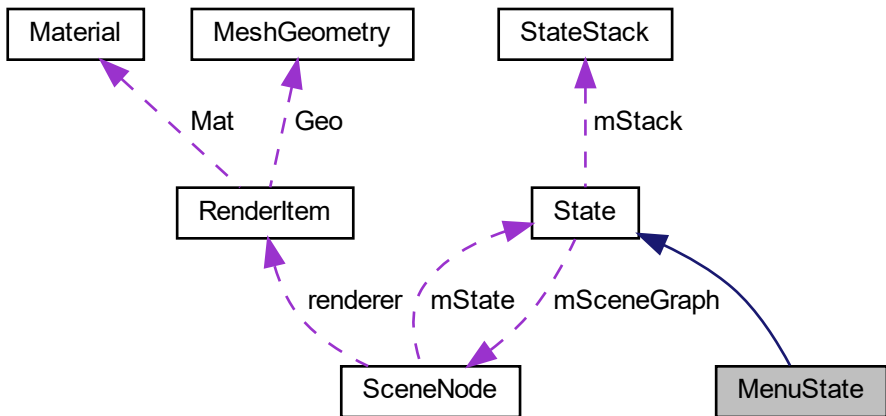 Material
MeshGeometry
StateStack
Mat
Geo
mStack
RenderItem
State
renderer
mState
mSceneGraph
SceneNode
MenuState